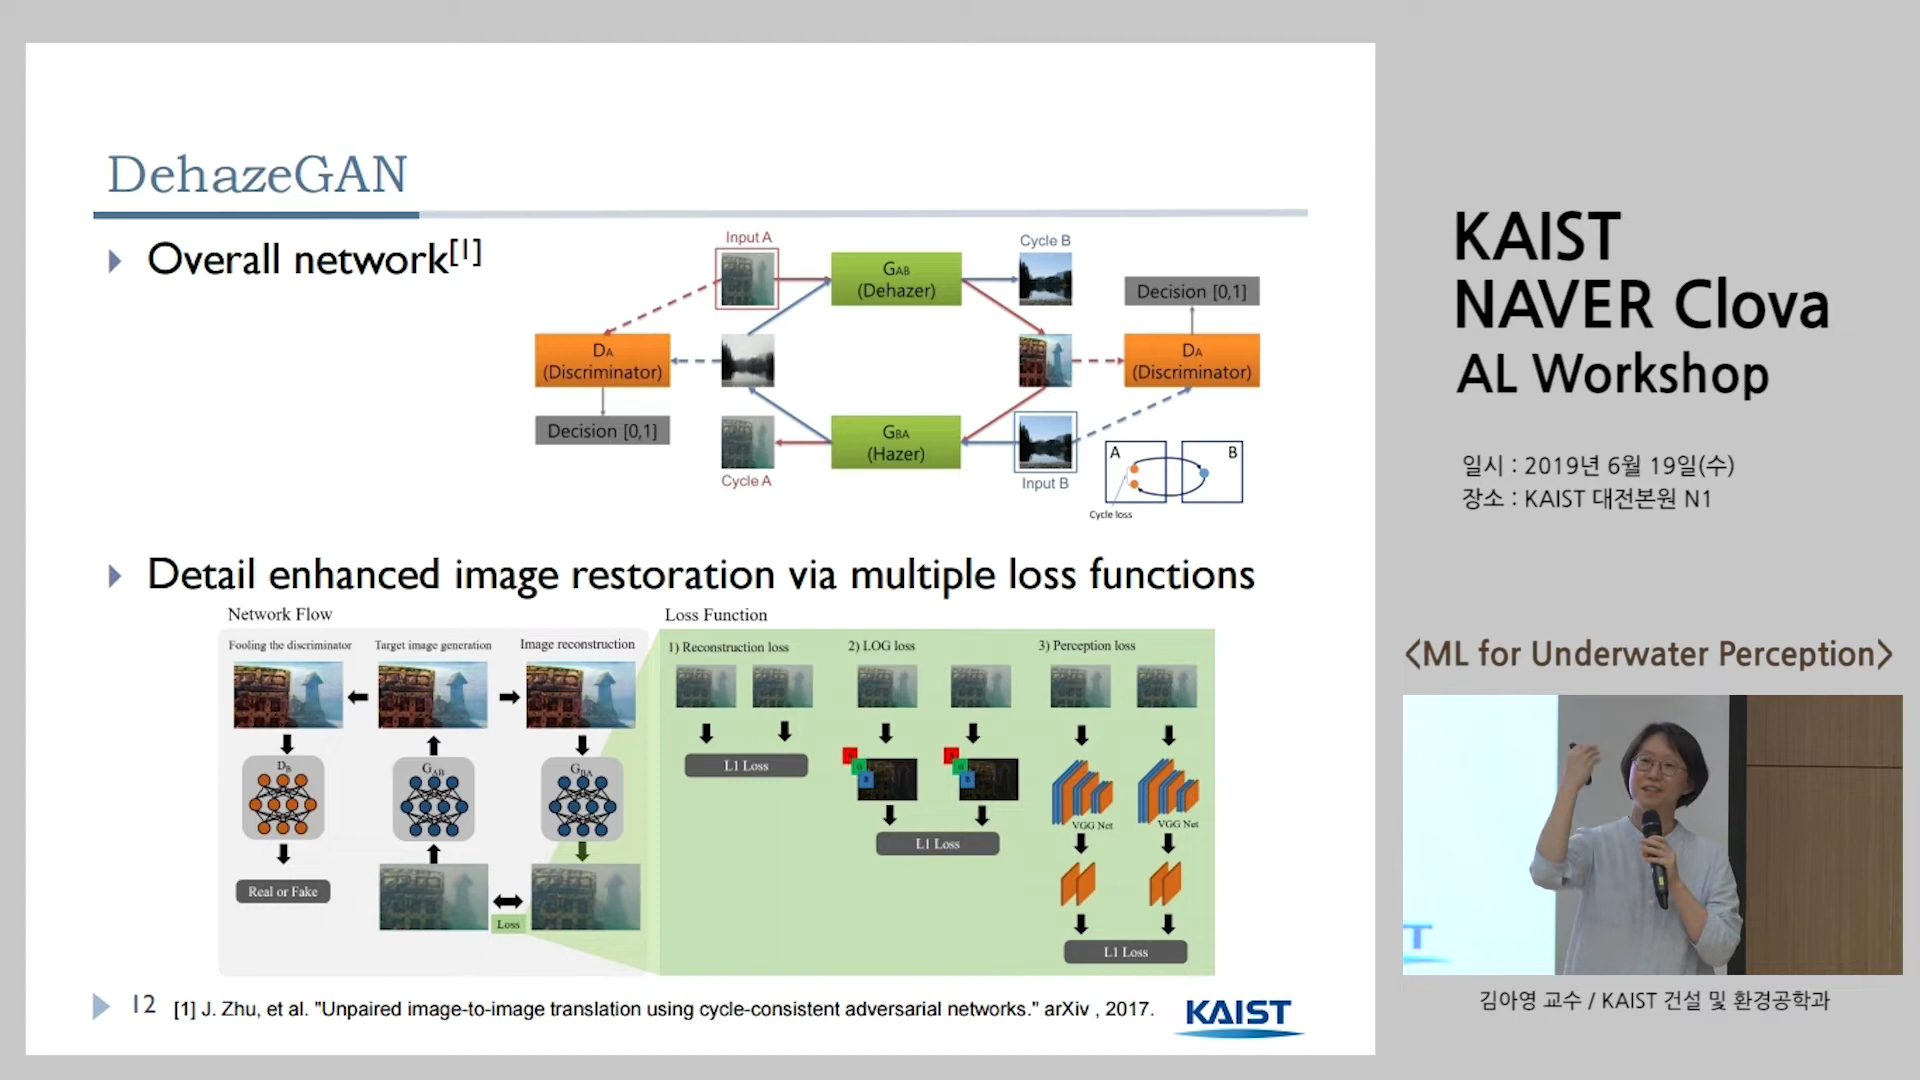 DehazeGAN
Overall network[1]
Input A
GAB
(Dehazer)
Cycle B
Decision [0,1]
DA
(Discriminator)
DA
(Discriminator)
Decision [0,1]
GBA
(Hazer)
Cycle A
Input B
A
B
Cycle loss
Detail enhanced image restoration via multiple loss functions
Network Flow
Loss Function
Fooling the discriminator
Target image generation
Image reconstruction
1) Reconstruction loss
2) LOG loss
3) Perception loss
DB
GAB
GBA
L1 Loss
G
B
G
B
L1 Loss
VGG Net
VGG Net
L1 Loss
Real or Fake
Loss
12
[1] J. Zhu, et al. "Unpaired image-to-image translation using cycle-consistent adversarial networks." arXiv , 2017.
KAIST
KAIST
NAVER Clova
AL Workshop
일시 : 2019년 6월 19일(수)
장소 : KAIST 대전본원 N1
<ML for Underwater Perception>
T
김아영 교수 / KAIST 건설 및 환경공학과